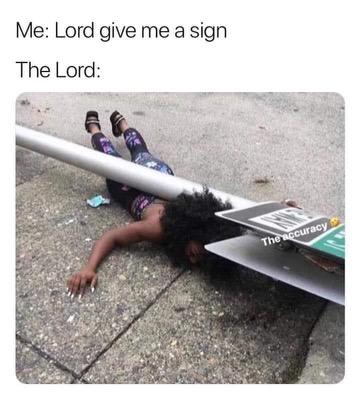 Me: Lord give me a sign
The Lord:
The accuracy